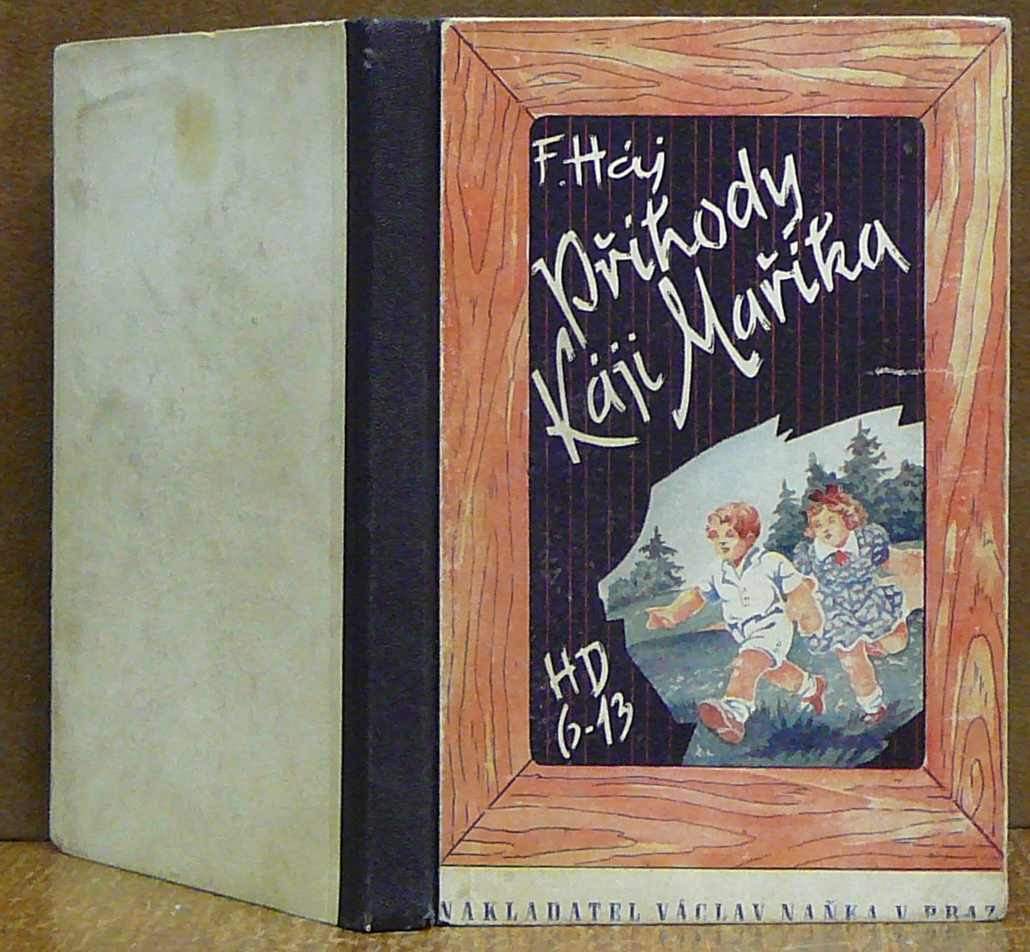 F. Háj
Příhody
Káji Maříka
HD
6-13
NAKLADATEL VÁCLAV NAŇKA V PRAZ